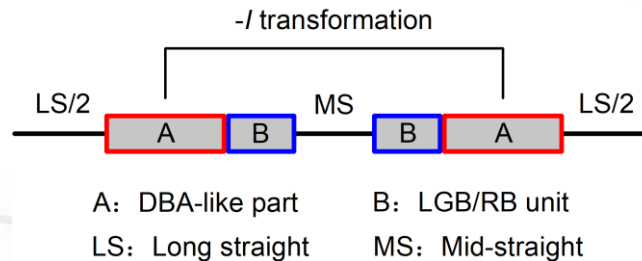 -I transformation
LS/2 MS LS/2
A B B A
A: DBA-like part B: LGB/RB unit
LS: Long straight MS: Mid-straight